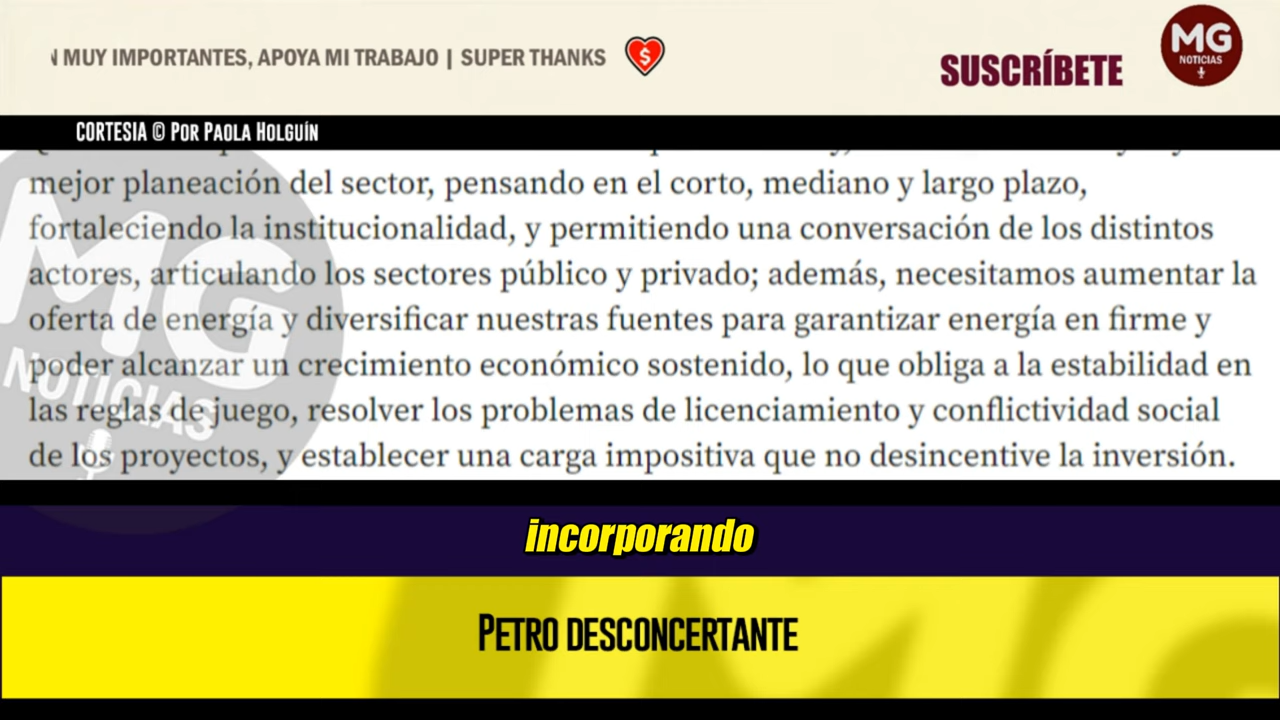 MUY IMPORTANTES, APOYA MI TRABAJO | SUPER THANKS
$
SUSCRÍBETE
MG
NOTICIAS
CORTESIA © POR PAOLA HOLGUÍN
mejor planeación del sector, pensando en el corto, mediano y largo plazo,
fortaleciendo la institucionalidad, y permitiendo una conversación de los distintos
actores, articulando los sectores público y privado; además, necesitamos aumentar la
oferta de energía y diversificar nuestras fuentes para garantizar energía en firme y
poder alcanzar un crecimiento económico sostenido, lo que obliga a la estabilidad en
las reglas de juego, resolver los problemas de licenciamiento y conflictividad social
de los proyectos, y establecer una carga impositiva que no desincentive la inversión.
MG
NOTICIAS
incorporando
PETRO DESCONCERTANTE